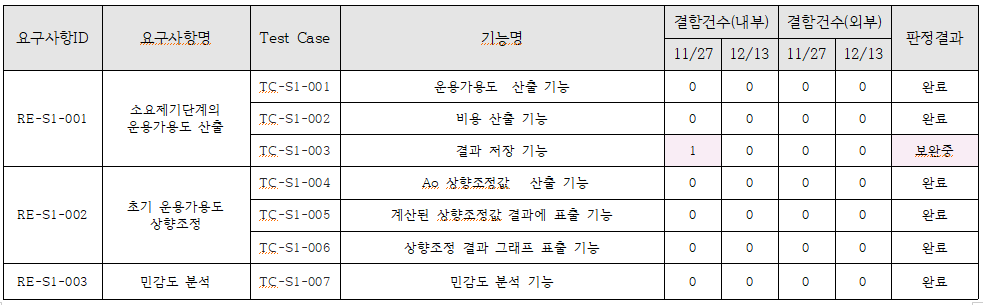 요구사항ID 요구사항명 Test Case 기능명 결함건수(내부) 결함건수(외부) 판정결과
11/27 12/13 11/27 12/13
RE-S1-001 소요제기단계의 운용가용도 산출 TC-S1-001 운용가용도 산출 기능 0 0 0 0 완료
TC-S1-002 비용 산출 기능 0 0 0 0 완료
TC-S1-003 결과 저장 기능 1 0 0 0 보완중
RE-S1-002 초기 운용가용도 상향조정 TC-S1-004 Ao 상향조정값 산출 기능 0 0 0 0 완료
TC-S1-005 계산된 상향조정값 결과에 표출 기능 0 0 0 0 완료
TC-S1-006 상향조정 결과 그래프 표출 기능 0 0 0 0 완료
RE-S1-003 민감도 분석 TC-S1-007 민감도 분석 기능 0 0 0 0 완료